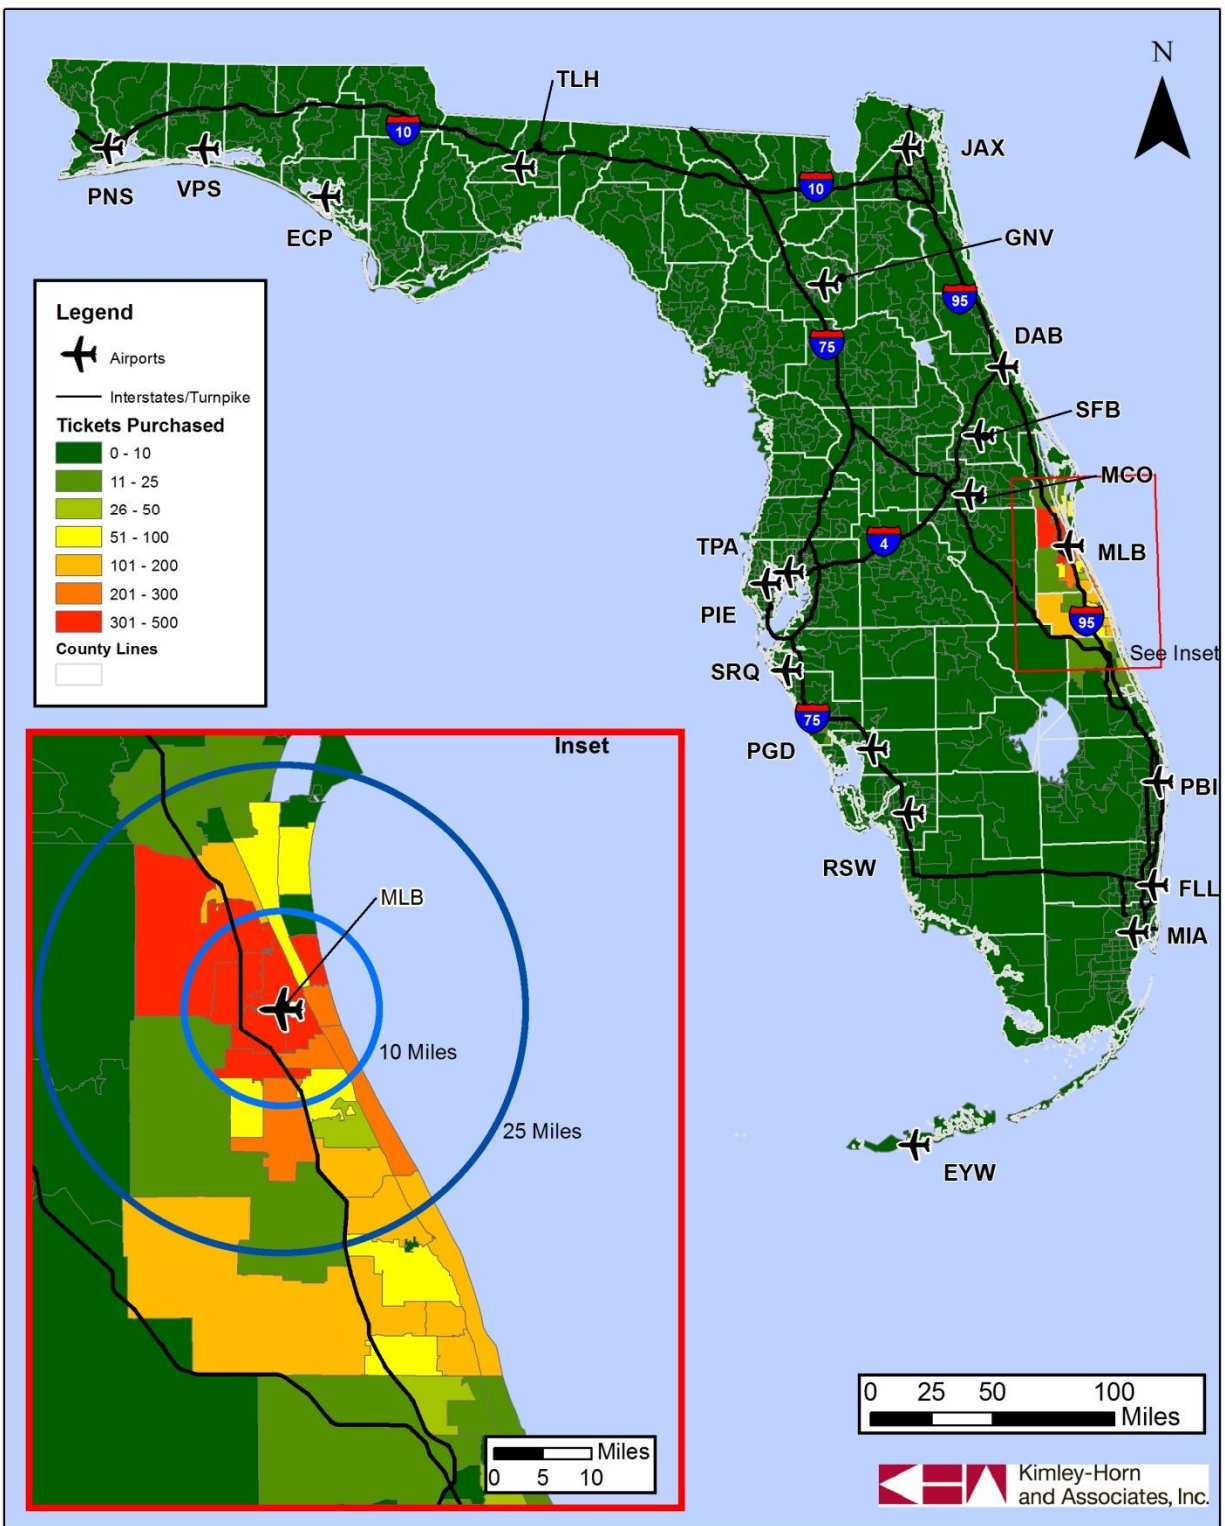 N
TLH
10
JAX
PNS
VPS
10
ECP
GNV
95
Legend
Airports
Interstates/Turnpike
Tickets Purchased
0 - 10
11 - 25
26 - 50
51 - 100
101 - 200
201 - 300
301 - 500
County Lines
75
DAB
SFB
MCO
TPA
4
MLB
PIE
95
See Inset
SRQ
75
PGD
PBI
RSW
FLL
MIA
EYW
Inset
MLB
10 Miles
25 Miles
Miles
0 5 10
0 25 50 100
Miles
Kimley-Horn
and Associates, Inc.